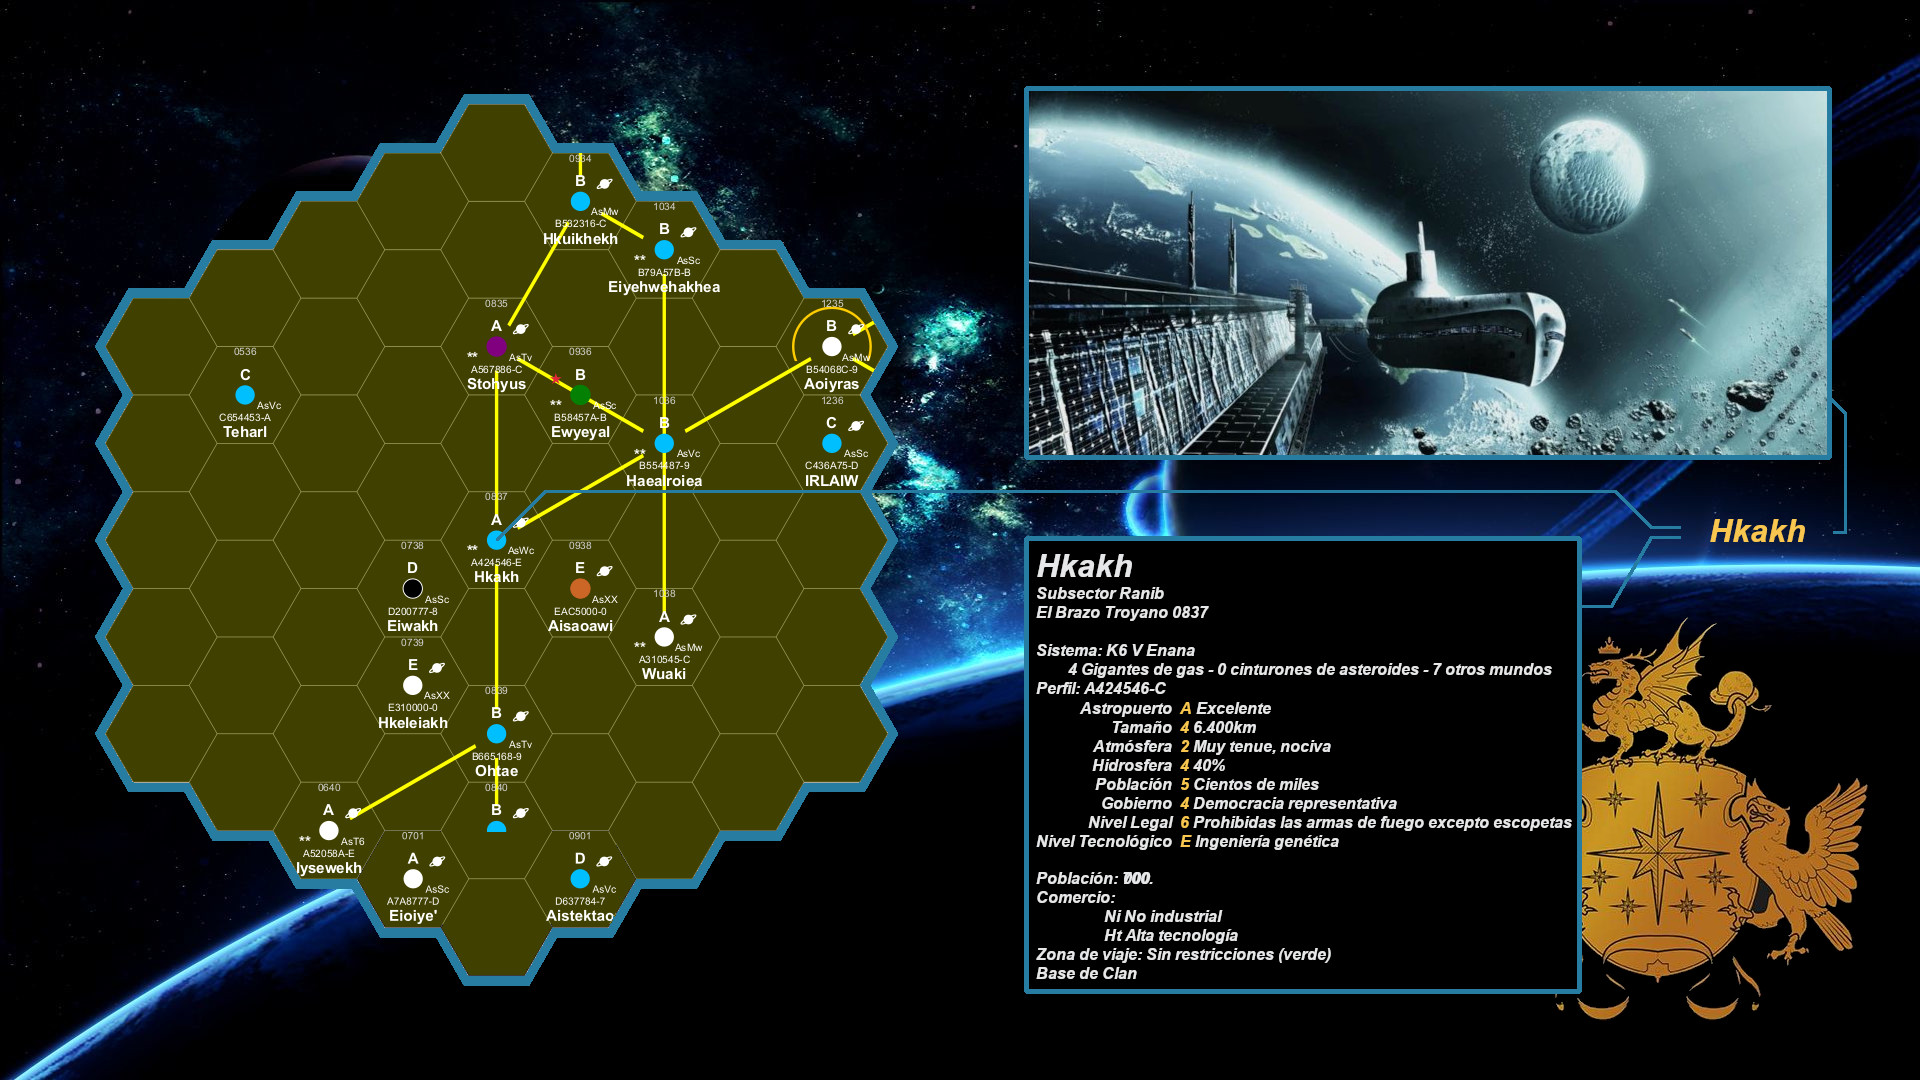 0934
B
AsMw
B532316-C
Hkuikhekh
1034
B
** AsSc
B79A57B-B
Eiyehwehakhea
0835
A
** AsTv
A567386-C
Stohyus
1235
B
AsMw
B54068C-9
Aoiyras
0536
C
AsVc
C654453-A
Teharl
0936
B
** AsSc
B58457A-B
Ewyeyal
1036
B
** AsVc
B554487-9
Haeairoiea
1236
C
AsSc
C436A75-D
IRLAIW
0837
A
** AsWc
A424546-E
Hkakh
0738
D
AsSc
D200777-8
Eiwakh
0938
E
AsXX
EAC5000-0
Aisaoawi
1038
A
** AsMw
A310545-C
Wuaki
0739
E
AsXX
E310000-0
Hkeleiakh
0839
B
AsTv
B665168-9
Ohtae
0640
A
** AsT6
A52058A-E
Iysewekh
0840
B
0701
A
AsSc
A7A8777-D
Eioiye'
0901
D
AsVc
D637784-7
Aistektao
Hkakh
Hkakh
Subsector Ranib
El Brazo Troyano 0837
Sistema: K6 V Enana
4 Gigantes de gas - 0 cinturones de asteroides - 7 otros mundos
Perfil: A424546-C
Astropuerto A Excelente
Tamaño 4 6.400km
Atmósfera 2 Muy tenue, nociva
Hidrosfera 4 40%
Población 5 Cientos de miles
Gobierno 4 Democracia representativa
Nivel Legal 6 Prohibidas las armas de fuego excepto escopetas
Nivel Tecnológico E Ingeniería genética
Población:
Comercio:
Ni No industrial
Ht Alta tecnología
Zona de viaje: Sin restricciones (verde)
Base de Clan